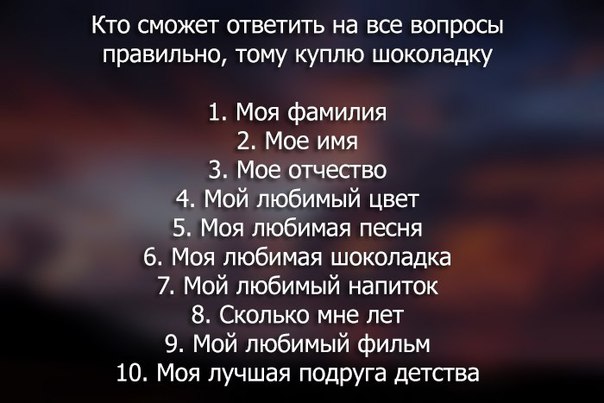 Кто сможет ответить на все вопросы
правильно, тому куплю шоколадку
1. Моя фамилия
2. Мое имя
3. Мое отчество
4. Мой любимый цвет
5. Моя любимая песня
6. Моя любимая шоколадка
7. Мой любимый напиток
8. Сколько мне лет
9. Мой любимый фильм
10. Моя лучшая подруга детства